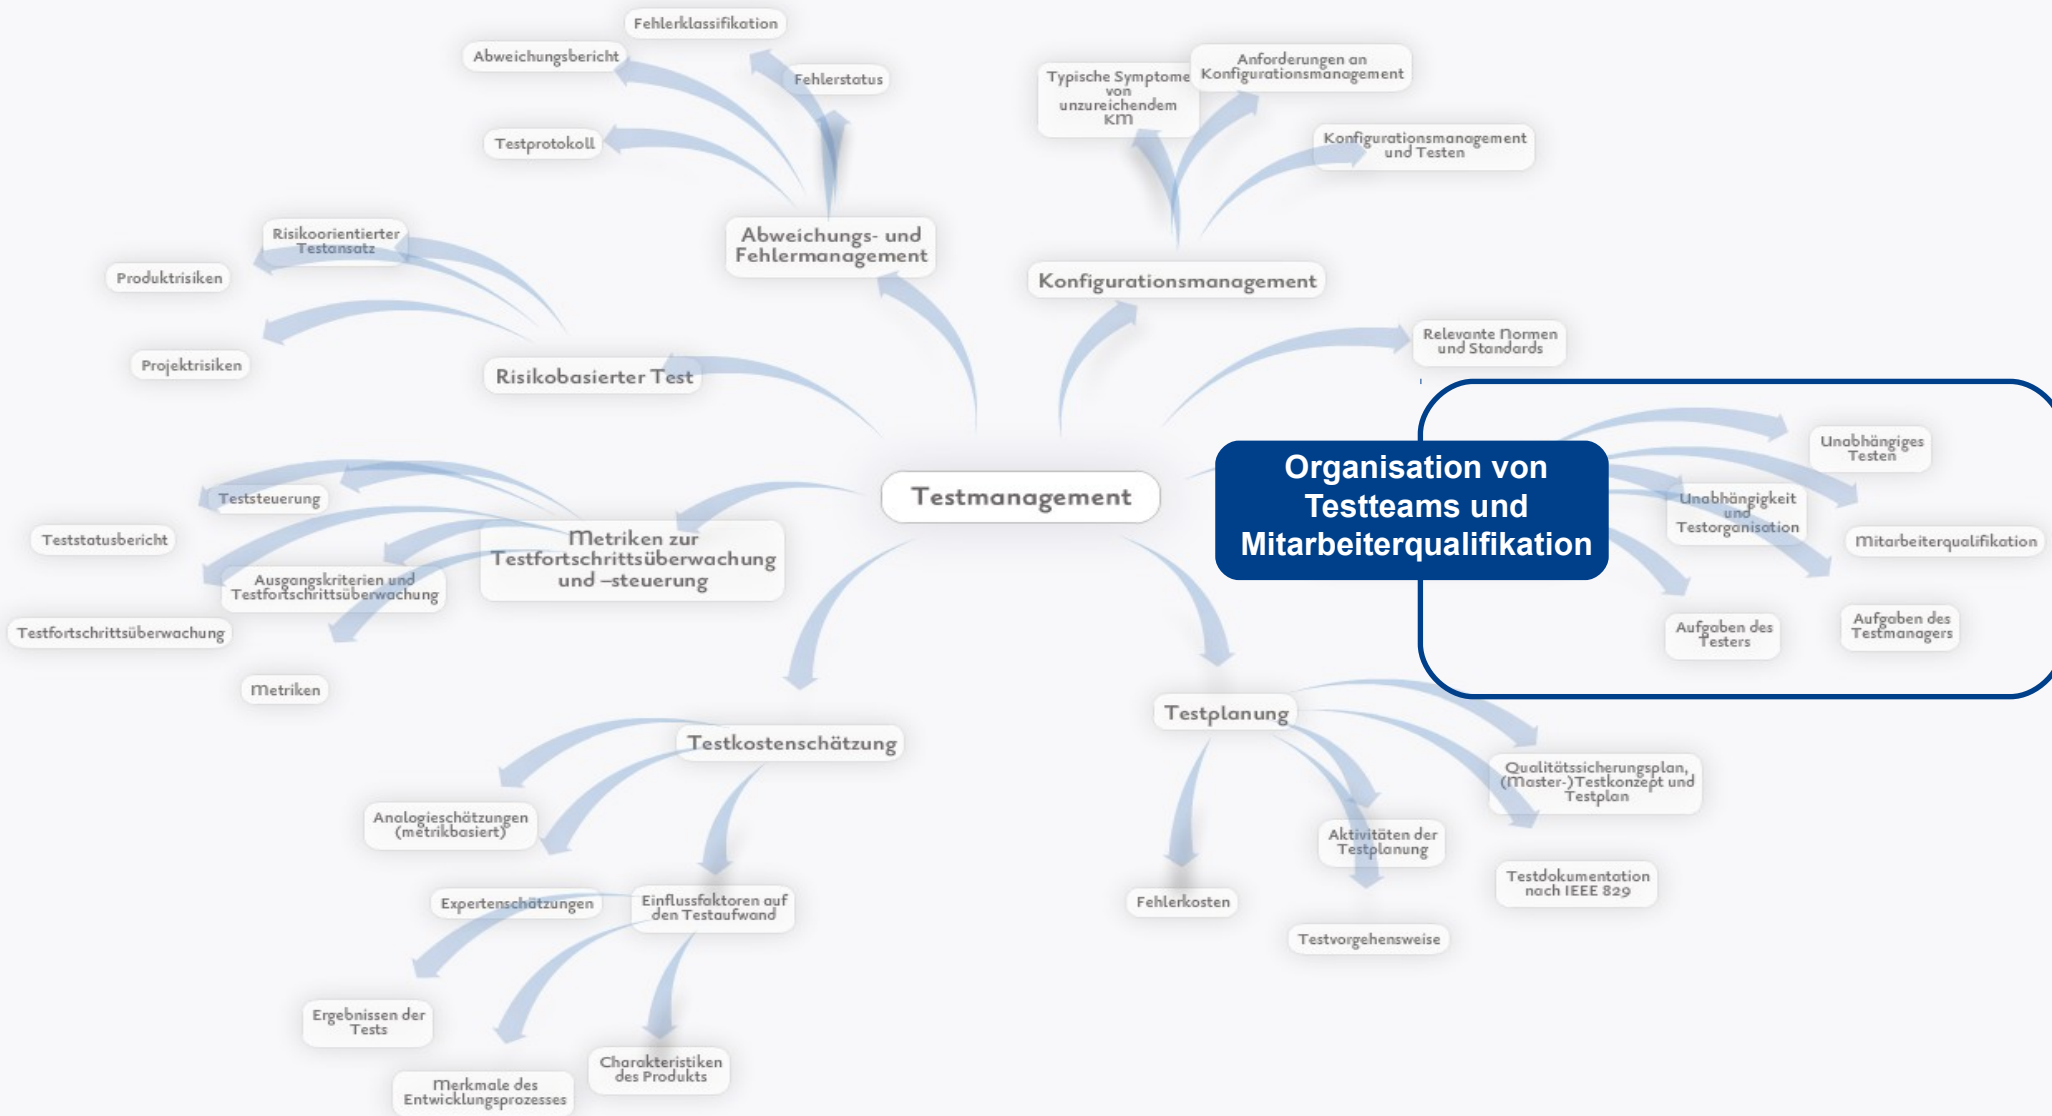 Fehlerklassifikation
Abweichungsbericht
Fehlerstatus
Testprotokoll
Abweichungs- und
Fehlermanagement
Typische Symptome
von
unzureichendem
KM
Anforderungen an
Konfigurationsmanagement
Konfigurationsmanagement
und Testen
Konfigurationsmanagement
Relevante Normen
und Standards
Risikoorientierter
Testansatz
Produktrisiken
Projektrisiken
Risikobasierter Test
Testmanagement
Organisation von
Testteams und
Mitarbeiterqualifikation
Unabhängiges
Testen
Unabhängigkeit
und
Testorganisation
Mitarbeiterqualifikation
Aufgaben des
Testers
Aufgaben des
Testmanagers
Teststeuerung
Teststatusbericht
Metriken zur
Testfortschrittsüberwachung
und –steuerung
Ausgangskriterien und
Testfortschrittsüberwachung
Testfortschrittsüberwachung
Metriken
Testkostenschätzung
Analogieschätzungen
(metrikbasiert)
Expertenschätzungen
Einflussfaktoren auf
den Testaufwand
Ergebnissen der
Tests
Merkmale des
Entwicklungsprozesses
Charakteristiken
des Produkts
Testplanung
Qualitätssicherungsplan,
(Master-)Testkonzept und
Testplan
Aktivitäten der
Testplanung
Testdokumentation
nach IEEE 829
Fehlerkosten
Testvorgehensweise